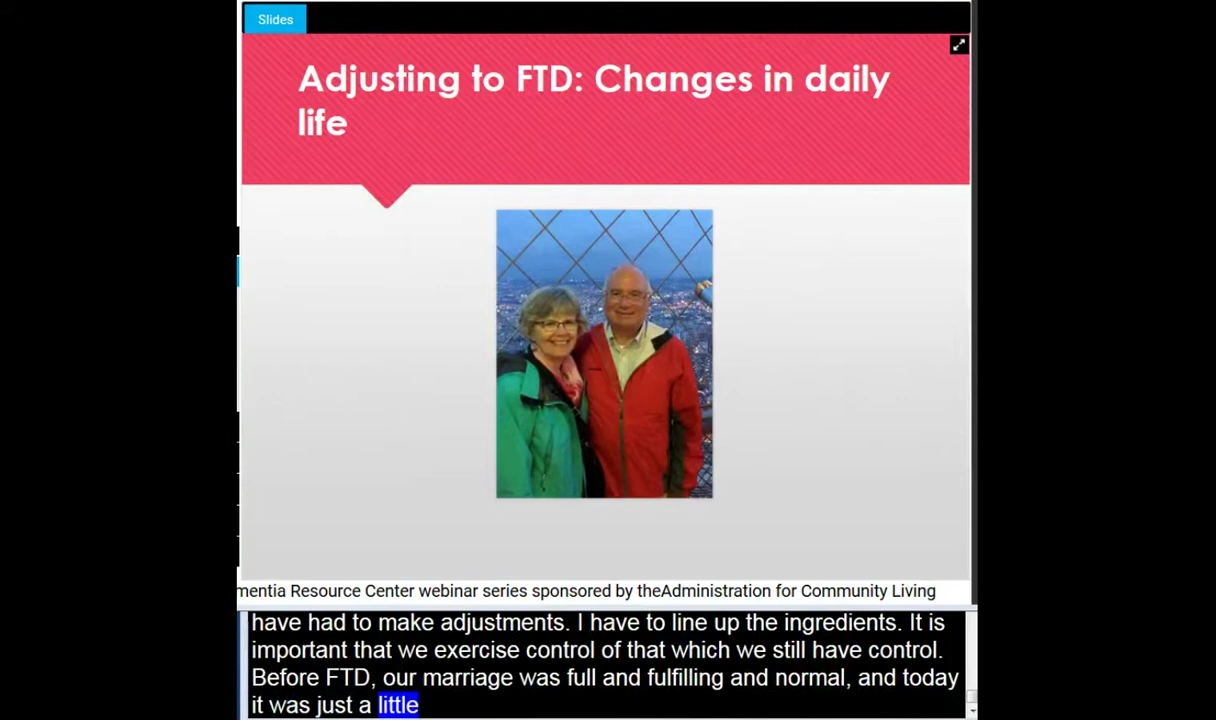 Slides
Adjusting to FTD: Changes in daily
life
mentia Resource Center webinar series sponsored by theAdministration for Community Living
have had to make adjustments. I have to line up the ingredients. It is
important that we exercise control of that which we still have control.
Before FTD, our marriage was full and fulfilling and normal, and today
it was just a little